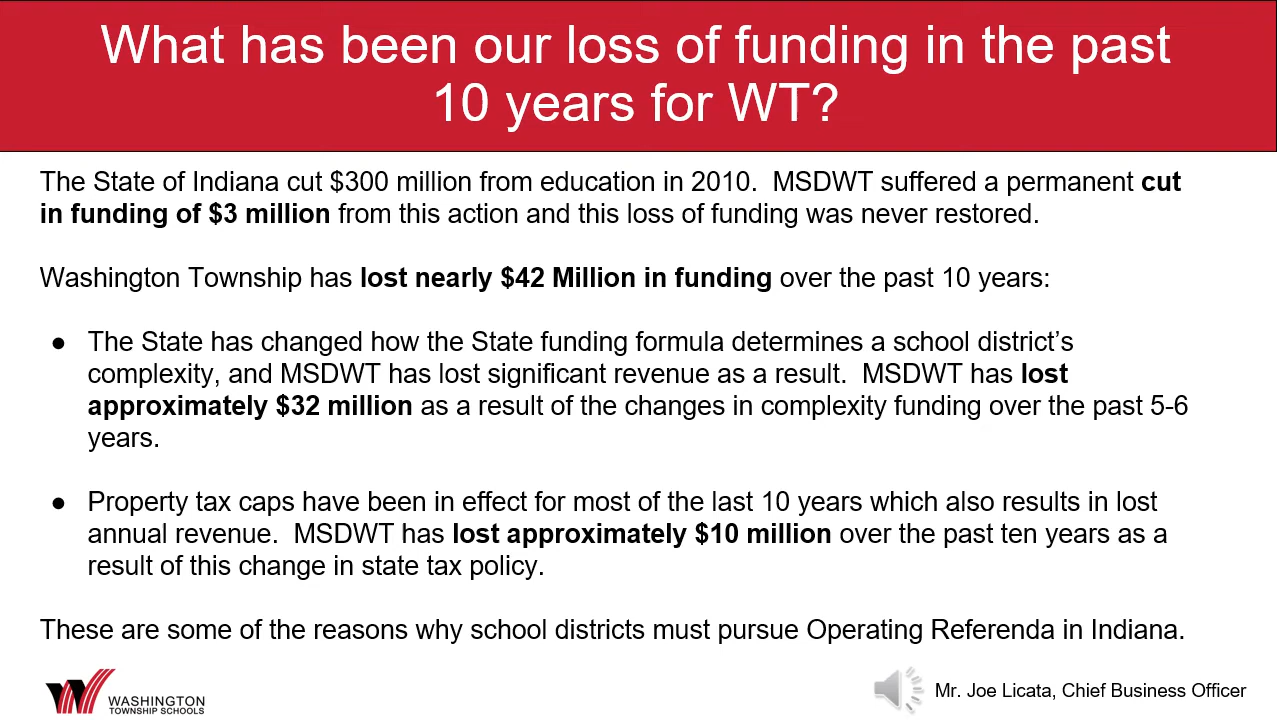 What has been our loss of funding in the past
10 years for WT?
The State of Indiana cut $300 million from education in 2010.  MSDWT suffered a permanent cut
in funding of $3 million from this action and this loss of funding was never restored.
Washington Township has lost nearly $42 Million in funding over the past 10 years:
● The State has changed how the State funding formula determines a school district’s
complexity, and MSDWT has lost significant revenue as a result.  MSDWT has lost
approximately $32 million as a result of the changes in complexity funding over the past 5-6
years.
● Property tax caps have been in effect for most of the last 10 years which also results in lost
annual revenue.  MSDWT has lost approximately $10 million over the past ten years as a
result of this change in state tax policy.
These are some of the reasons why school districts must pursue Operating Referenda in Indiana.
WASHINGTON
TOWNSHIP SCHOOLS
Mr. Joe Licata, Chief Business Officer